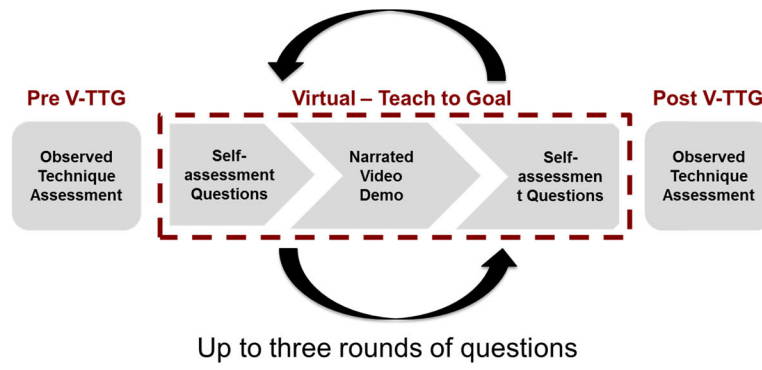 Pre V-TTG
Virtual – Teach to Goal
Post V-TTG
Observed
Technique
Assessment
Self-
assessment
Questions
Narrated
Video
Demo
Self-
assessmen
t Questions
Observed
Technique
Assessment
Up to three rounds of questions